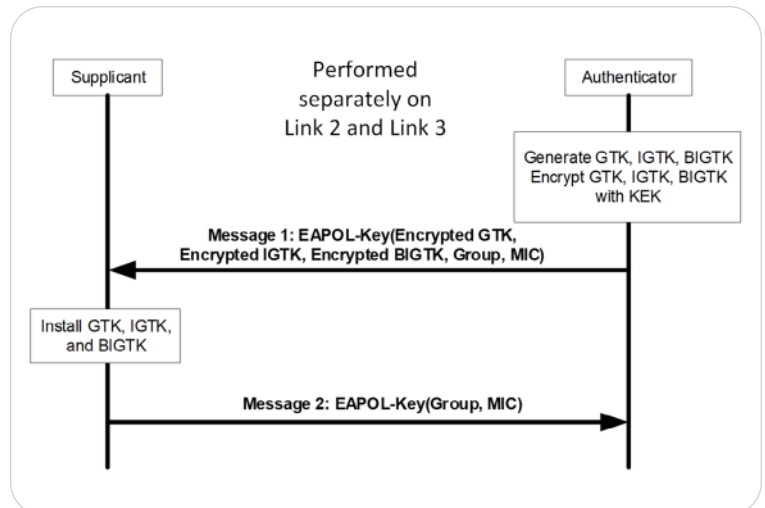 Supplicant
Performed
separately on
Link 2 and Link 3
Authenticator
Generate GTK, IGTK, BIGTK
Encrypt GTK, IGTK, BIGTK
with KEK
Message 1: EAPOL-Key(Encrypted GTK,
Encrypted IGTK, Encrypted BIGTK, Group, MIC)
Install GTK, IGTK,
and BIGTK
Message 2: EAPOL-Key(Group, MIC)